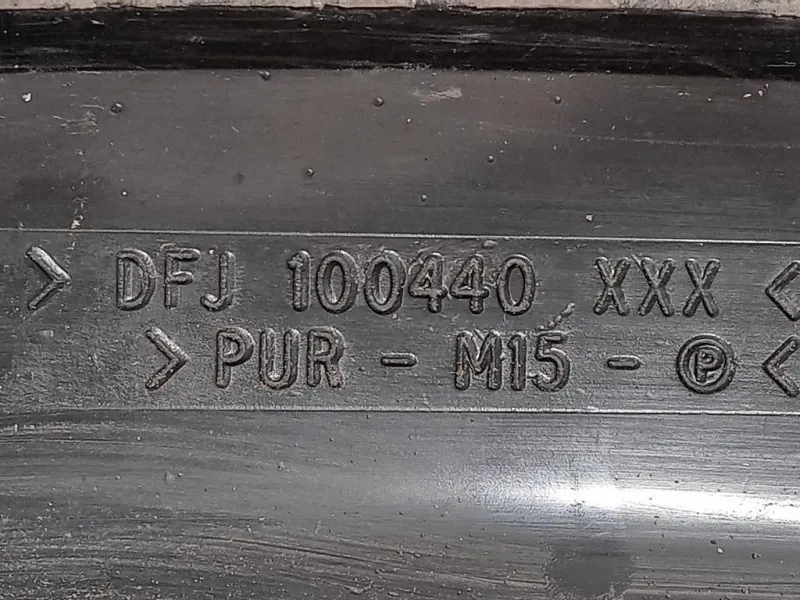 > DFJ 100440 XXX <
> PUR - M15 - Ⓟ <